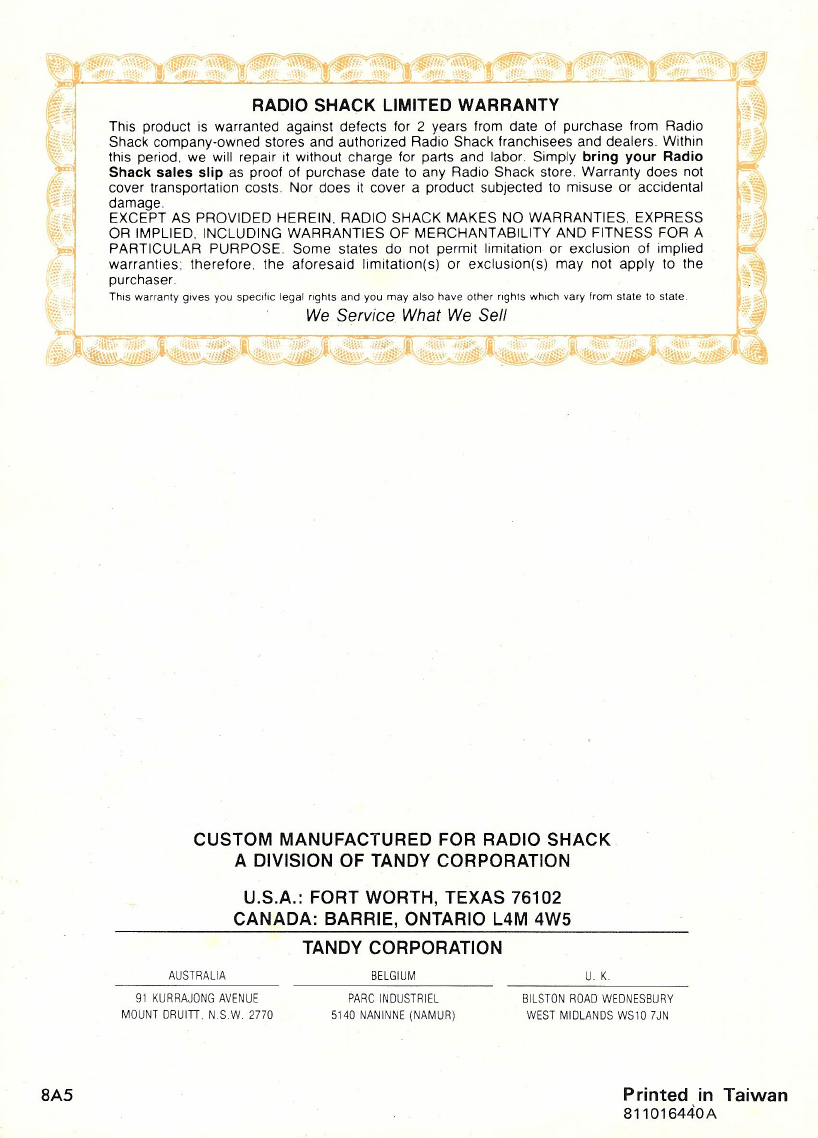 RADIO SHACK LIMITED WARRANTY
This product is warranted against defects for 2 years from date of purchase from Radio
Shack company-owned stores and authorized Radio Shack franchisees and dealers. Within
this period, we will repair it without charge for parts and labor. Simply bring your Radio
Shack sales slip as proof of purchase date to any Radio Shack store. Warranty does not
cover transportation costs. Nor does it cover a product subjected to misuse or accidental
damage.
EXCEPT AS PROVIDED HEREIN, RADIO SHACK MAKES NO WARRANTIES, EXPRESS
OR IMPLIED, INCLUDING WARRANTIES OF MERCHANTABILITY AND FITNESS FOR A
PARTICULAR PURPOSE. Some states do not permit limitation or exclusion of implied
warranties; therefore, the aforesaid limitation(s) or exclusion(s) may not apply to the
purchaser.
This warranty gives you specific legal rights and you may also have other rights which vary from state to state.
We Service What We Sell
CUSTOM MANUFACTURED FOR RADIO SHACK
A DIVISION OF TANDY CORPORATION
U.S.A.: FORT WORTH, TEXAS 76102
CANADA: BARRIE, ONTARIO L4M 4W5
TANDY CORPORATION
AUSTRALIA
91 KURRAJONG AVENUE
MOUNT DRUITT, N.S.W. 2770
BELGIUM
PARC INDUSTRIEL
5140 NANINNE (NAMUR)
U. K.
BILSTON ROAD WEDNESBURY
WEST MIDLANDS WS10 7JN
8A5
Printed in Taiwan
811016440A